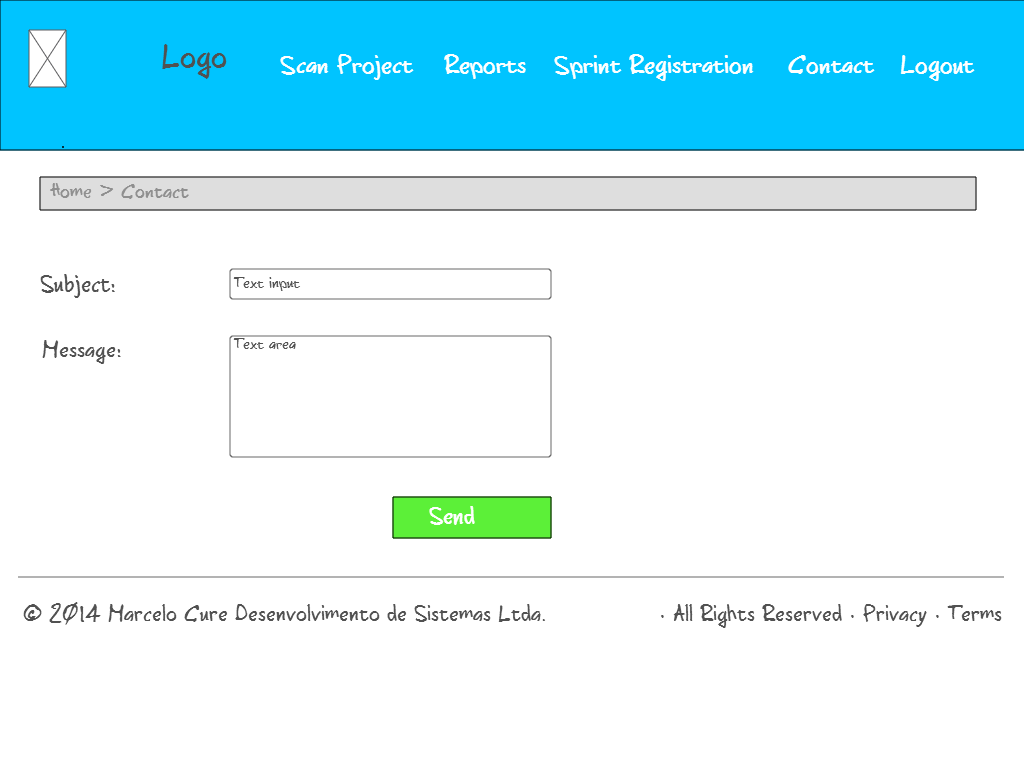 Logo Scan Project Reports Sprint Registration Contact Logout
Home > Contact
Subject: Text input
Message: Text area
Send
© 2014 Marcelo Cure Desenvolvimento de Sistemas Ltda. · All Rights Reserved · Privacy · Terms